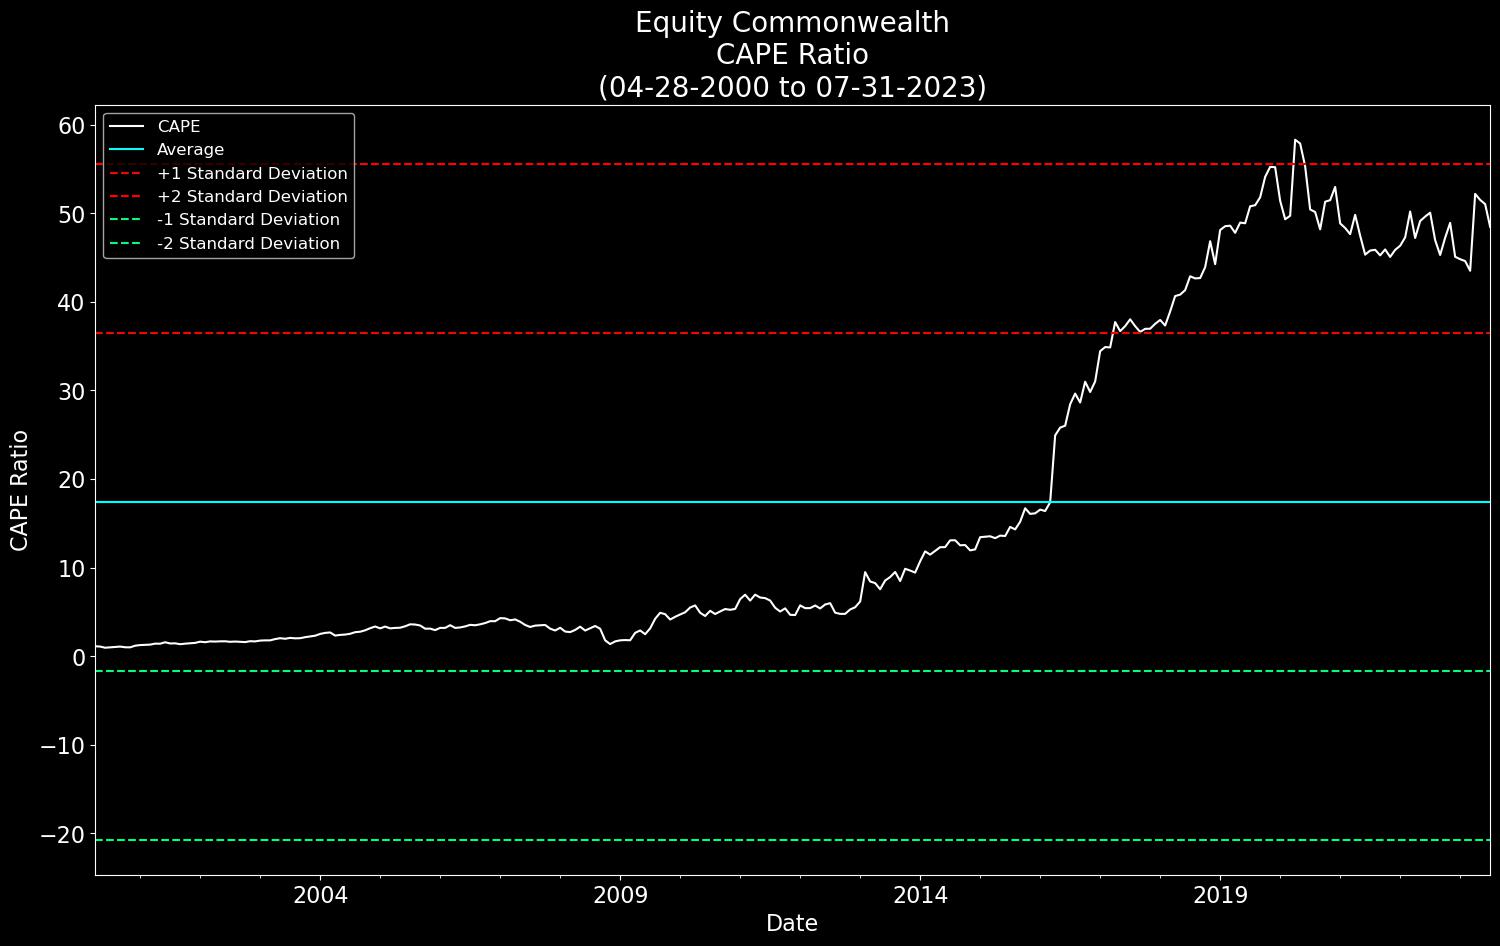 Equity Commonwealth
CAPE Ratio
(04-28-2000 to 07-31-2023)
CAPE
Average
+1 Standard Deviation
+2 Standard Deviation
-1 Standard Deviation
-2 Standard Deviation
60
50
40
30
20
10
0
−10
−20
CAPE Ratio
2004
2009
2014
2019
Date